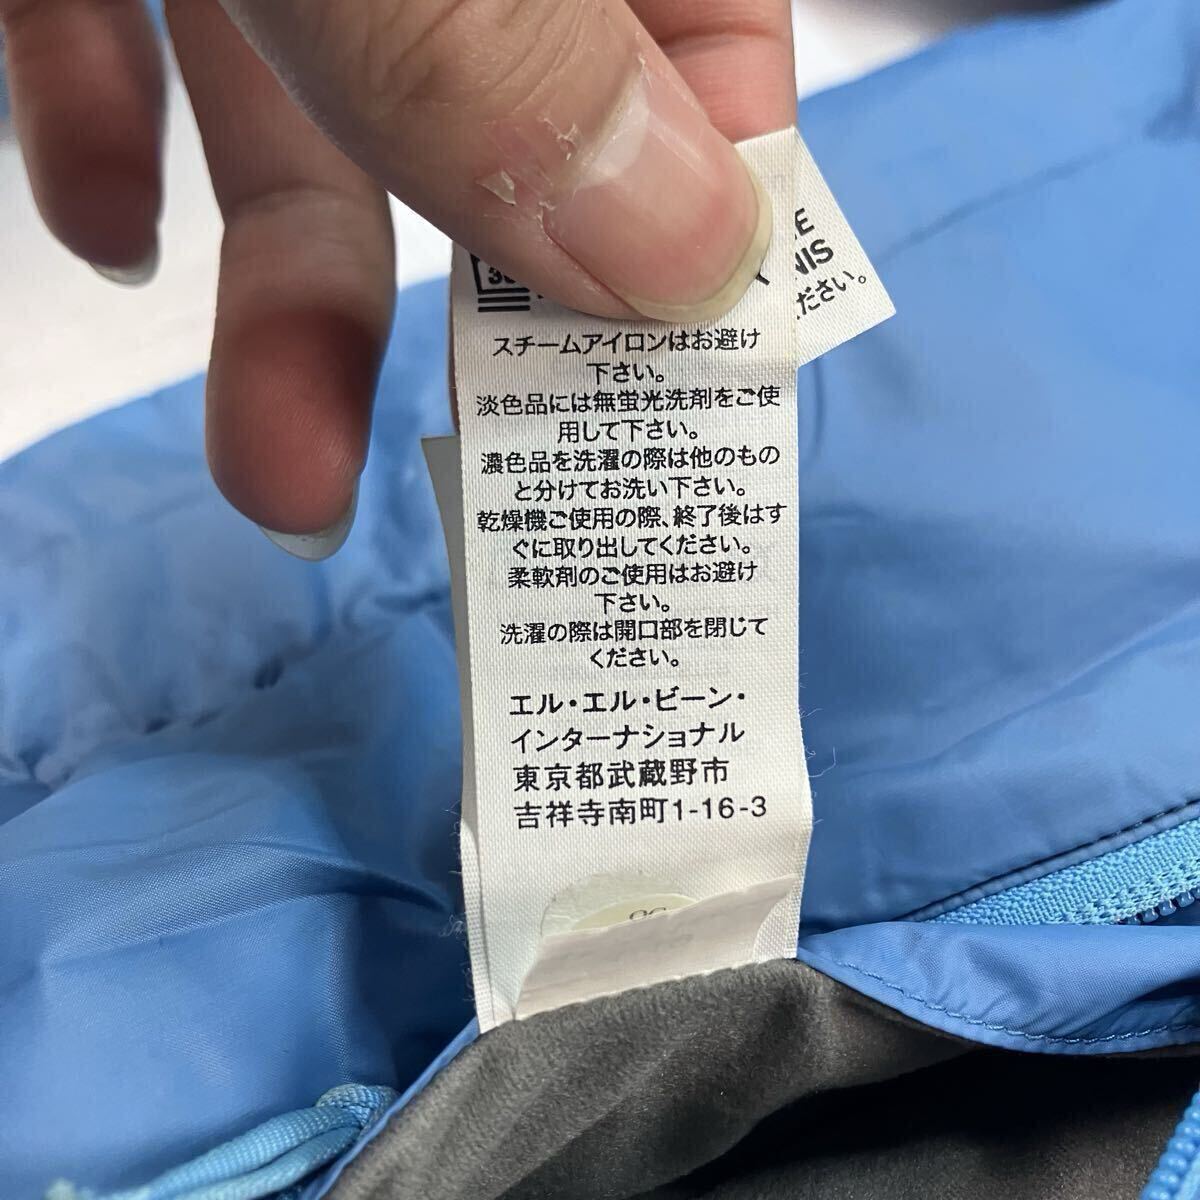 30
E
NIS
ください。
スチームアイロンはお避け
下さい。
淡色品には無蛍光洗剤をご使
用して下さい。
濃色品を洗濯の際は他のもの
と分けてお洗い下さい。
乾燥機ご使用の際、終了後はす
ぐに取り出してください。
柔軟剤のご使用はお避け
下さい。
洗濯の際は開口部を閉じて
ください。
エル・エル・ビーン・
インターナショナル
東京都武蔵野市
吉祥寺南町1-16-3